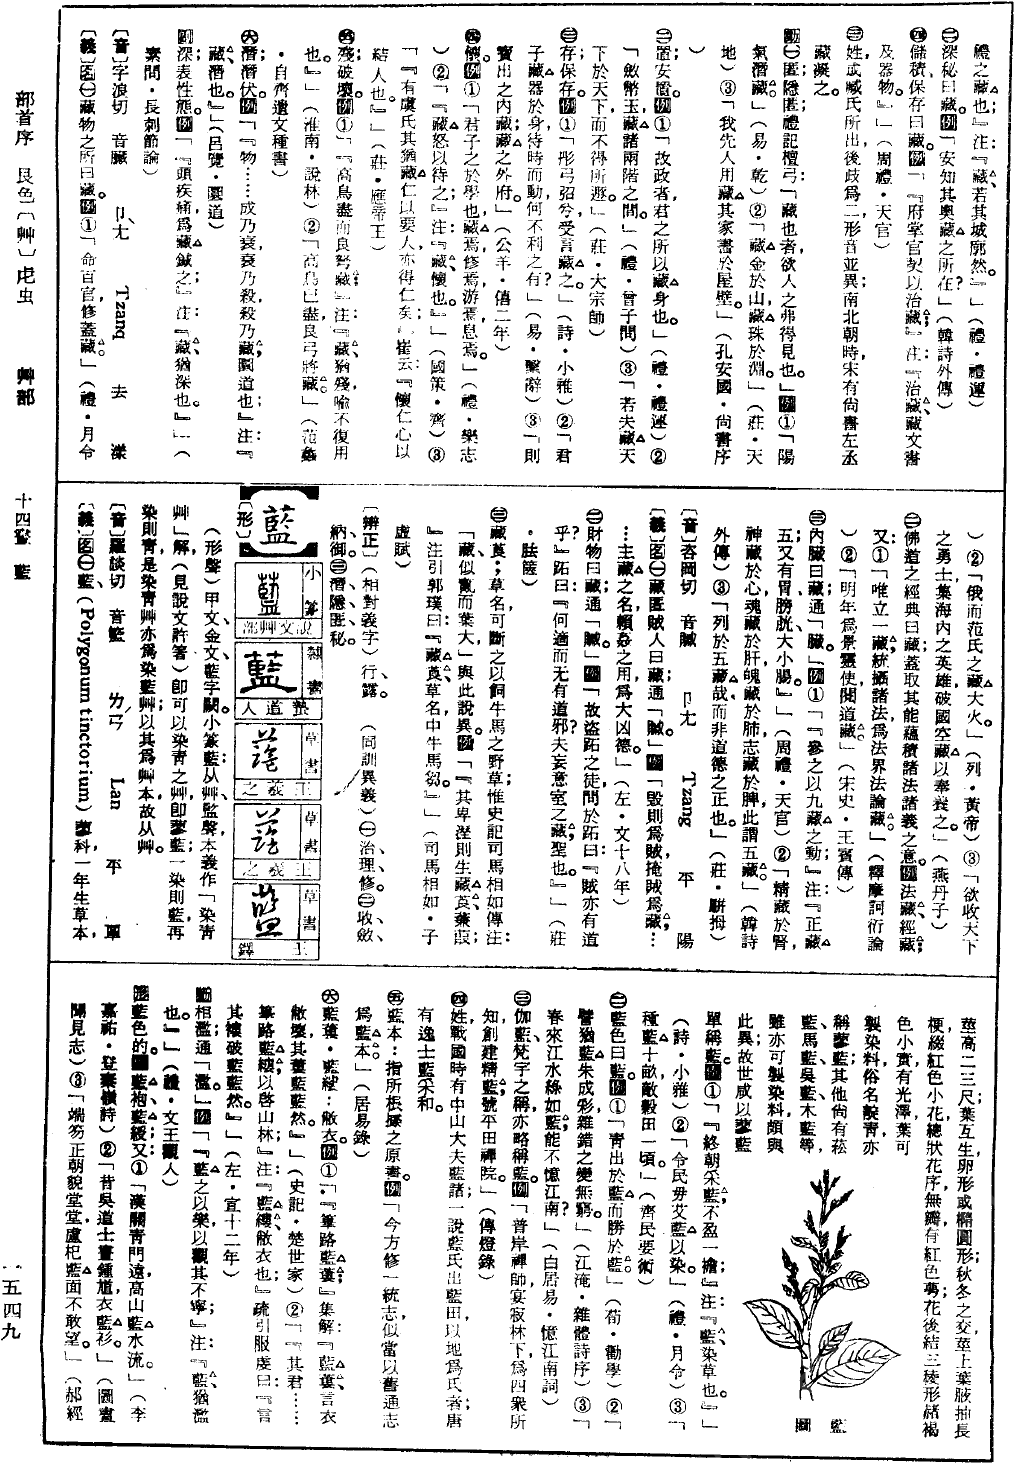 禮之藏也』注:『藏若其城廓然。』」(禮・禮運)
㊁深秘曰藏。例「安知其奧藏之所在?」(韓詩外傳)
㊃儲積保存曰藏。例「『府掌官契以治藏』注:『治藏藏文書
及器物』」(周禮・天官)
㊂姓,臧氏所出,後歧爲二,形音並異,南北朝時宋有尚書左丞
藏凝之。
動㊀匿隱匿,禮記檀弓「藏也者,欲人之弗得見也。」例①「陽
氣潛藏」(易・乾)②「藏金於山,藏珠於淵。」(莊・天
地)③「我先人用藏其家書於屋壁。」(孔安國・尚書序
)
㊁置安置例①「故政者君之所以藏身也。」(禮・禮運)②
「斂幣玉藏諸兩階之間。」(禮・曾子問)③「若夫藏天
下於天下而不得所遯。」(莊・大宗師)
㊂存保存。例①「彤弓弨兮受言藏之。」(詩・小雅)②「君
子藏器於身,待時而動,何不利之有?」(易・繫辭)③「則
寶出之內藏,藏之外府。」(公羊・僖二年)
㊃懷。例①「君子之於學也,藏焉,修焉,游焉,息焉。」(禮・樂志
)②「『藏怒以待之』注:『藏懷也。』」(國策・齊)③
「『有虞氏其猶藏仁以要人,亦得仁矣』崔云:『懷仁心以
結人也。』」(莊・應帝王)
㊄殘破壞例①「『高鳥盡而良弩藏』注:『藏猶殘,喻不復用
也。』」(淮南・說林)②「高鳥已盡,良弓將藏」(范蠡
・自齊遺文種書)
㊅潛潛伏例「『物……成乃衰,衰乃殺,殺乃藏,圜道也』注:『
藏潛也。』」(呂覽・圜道)
副深表性態例「『頭疾痛爲藏鍼之』注:『藏猶深也。』」(
素問・長刺節論)
〔音〕字浪切 音臟 ㄗㄤˋ Tzang 去 漾
〔義〕名㊀藏物之所曰藏。例①「命百官修蓋藏。」(禮・月令
)②「俄而范氏之藏大火。」(列・黃帝)③「欲收天下
之勇士,集海內之英雄,破國空藏以奉養之。」(燕丹子)
㊁佛道之經典曰藏,蓋取其能蘊積諸法諸義之意。例法藏、經藏;
又:①「唯立一藏,統攝諸法,爲法界法論藏。」(釋摩訶衍論
)②「明年爲景靈使,閱道藏」(宋史・王賓傳)
㊂內臟曰藏,通「臟」。例①「『參之以九藏之動』注:『正藏
五,又有胃、膀胱、大小腸。』」(周禮・天官)②「精藏於腎,
神藏於心,魂藏於肝,魄藏於肺,志藏於脾,此謂五藏。」(韓詩
外傳)③「列於五藏哉!而非道德之正也。」(莊・駢拇)
〔音〕咨岡切 音臧 ㄗㄤ Tzang 平 陽
〔義〕名㊀藏匿賊人曰藏,通「贓」。例「毀則爲賊,掩賊爲藏,…
…主藏之名,賴姦之用,爲大凶德。」(左・文十八年)
㊁財物曰藏,通「贓」。例「故盜跖之徒問於跖曰:『賊亦有道
乎?』跖曰:『何適而无有道邪?夫妄意室之藏,聖也。』」(莊
・胠篋)
㊂藏莨:草名,可斷之以飼牛馬之野草,惟史記司馬相如傳注:
「藏似薍而葉大」與此說異。例「『其卑溼則生藏莨蒹葭
』注引郭璞曰:『藏莨草名,中牛馬芻。』」(司馬相如・子
虛賦)
〔辨正〕(相對義字)行、露。 (同訓異義)㊀治、理、修。㊁收、斂、
納、御。㊂潛、隱、匿、秘。
【藍】
〔形〕
小篆 說文艸部
隸書 婁道人
草書 王羲之
草書 王羲之
草書 王鐸
(形聲)甲文金文藍字闕,小篆藍:从艸監聲,本義作「染靑
艸」解,(見說文許箸)卽可以染靑之艸,卽蓼藍;一染則藍,再
染則靑,是染靑艸亦爲染藍艸,以其爲艸本,故从艸。
〔音〕羅談切 音籃 ㄌㄢˊ Lan 平 覃
〔義〕名㊀藍(Polygonum tinctorium)蓼科,一年生草本,
莖高二三尺,葉互生,卵形或橢圓形,秋冬之交莖上葉腋抽長
梗,綴紅色小花,總狀花序,無瓣有紅色萼,花後結三稜形赭褐
色小實,有光澤,葉可
製染料,俗名靛青,亦
稱蓼藍;其他尚有菘
藍、馬藍、吳藍、木藍等,
雖亦可製染料,頗與
此異,故世咸以蓼藍
單稱藍。例①「『終朝采藍,不盈一襜』注:『藍染草也。』」
(詩・小雅)②「令民毋艾藍以染。」(禮・月令)③「
種藍十畝,敵穀田一頃。」(齊民要術)
㊁藍色曰藍。例①「靑出於藍而勝於藍。」(荀・勸學)②「
譬猶藍朱成彩,雜錯之變無窮。」(江淹・雜體詩序)③「
春來江水綠如藍,能不憶江南?」(白居易・憶江南詞)
㊂伽藍,梵字之稱,亦略稱藍。例「普岸禪師宴寂林下,爲四衆所
知,創建精藍,號平田禪院。」(傳燈錄)
㊃姓,戰國時有中山大夫藍諸;一說藍氏出藍田,以地爲氏者;唐
有逸士藍采和。
㊄藍本:指所根據之原書。例「今方修一統志,似當以舊通志
爲藍本。」(居易錄)
㊅藍蔞・藍縷:敝衣。例①「『篳路藍蔞』集解:『藍蔞言衣
敝壞,其蔞藍藍然。』」(史記・楚世家)②「『其君……
篳路藍縷,以啓山林』注:『藍縷敝衣也』疏引服虔曰:『言
其縷破藍藍然。』」(左・宣十二年)
動相濫,通「濫」。例「『藍之以樂,以觀其不寧』注:『藍猶濫
也。』」(禮・文王觀人)
形藍色的例藍袍、藍綬;又①「漢關靑門遠,高山藍水流。」(李
嘉祐・登秦嶺詩)②「昔吳道士畫鍾馗,衣藍衫。」(圖畫
聞見志)③「端笏正朝貌堂堂,盧杞藍面不敢望。」(郝經
藍圖
部首序 艮色〔艸〕虍虫 艸部 十四畫 藍 一五四九